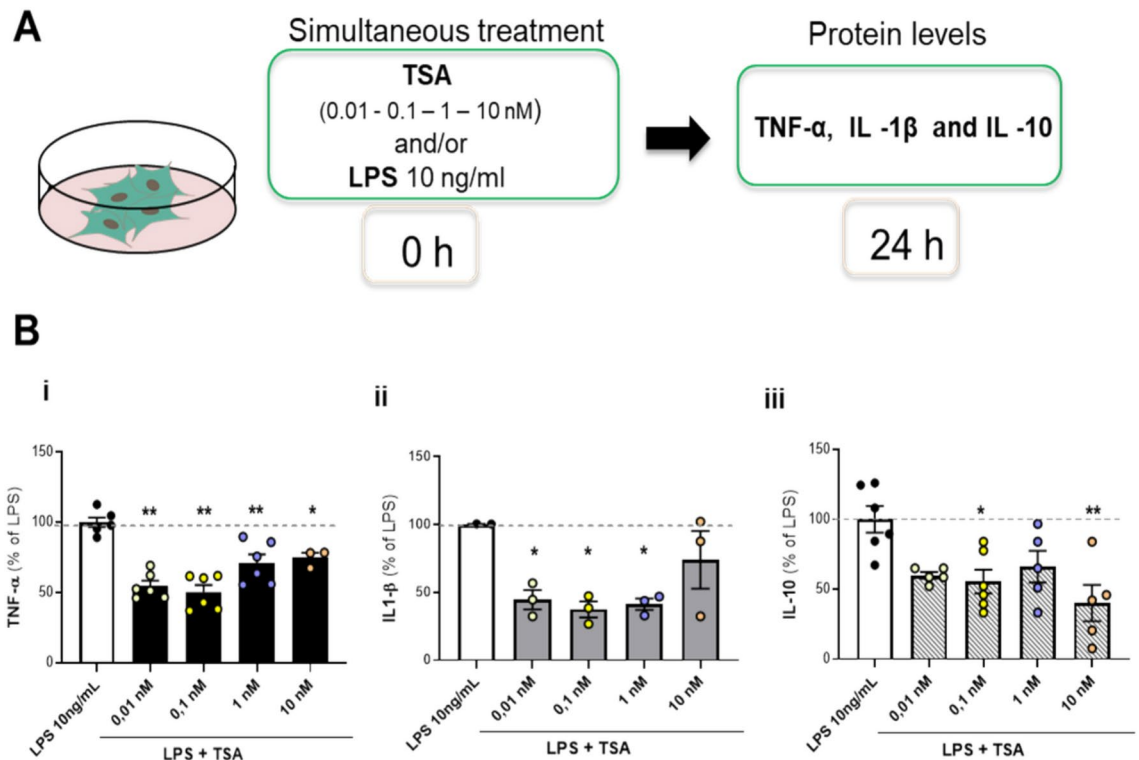 A
Simultaneous treatment
TSA
(0.01 - 0.1 – 1 – 10 nM)
and/or
LPS 10 ng/ml
0 h
Protein levels
TNF-α, IL -1β and IL -10
24 h
B
i
TNF-α (% of LPS)
150
100
50
0
** ** ** *
LPS 10ng/mL
0,01 nM
0,1 nM
1 nM
10 nM
LPS + TSA
ii
IL1-β (% of LPS)
150
100
50
0
* * *
LPS 10ng/mL
0,01 nM
0,1 nM
1 nM
10 nM
LPS + TSA
iii
IL-10 (% of LPS)
150
100
50
0
* **
LPS 10ng/mL
0,01 nM
0,1 nM
1 nM
10 nM
LPS + TSA